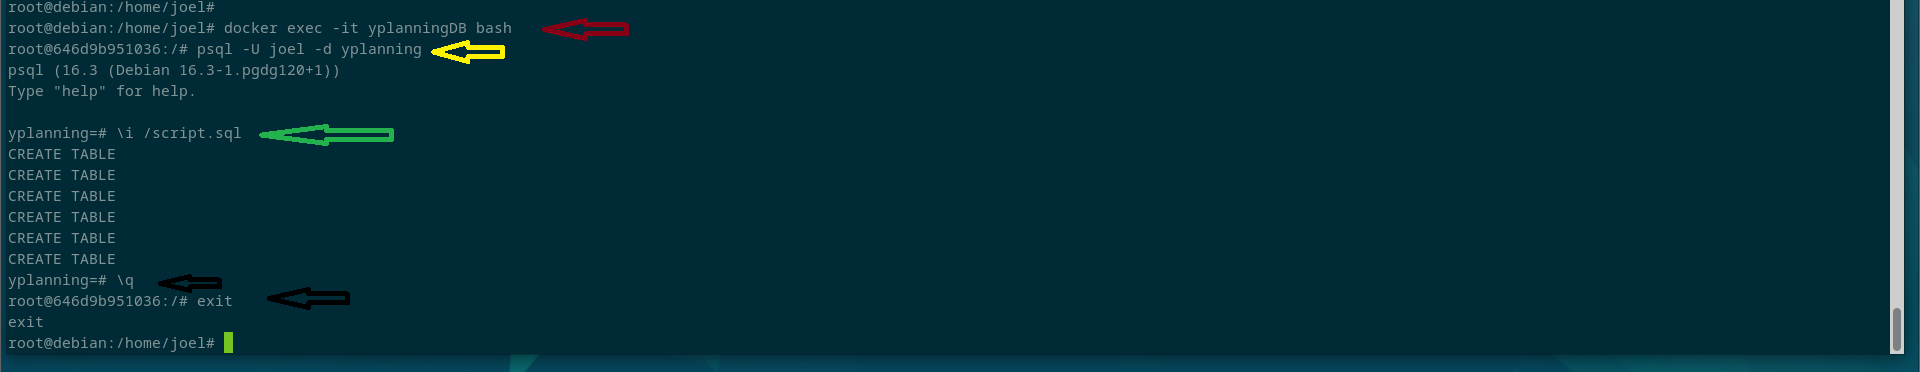 root@debian:/home/joel#
root@debian:/home/joel# docker exec -it yplanningDB bash
root@646d9b951036:/# psql -U joel -d yplanning
psql (16.3 (Debian 16.3-1.pgdg120+1))
Type "help" for help.
yplanning=# \i /script.sql
CREATE TABLE
CREATE TABLE
CREATE TABLE
CREATE TABLE
CREATE TABLE
CREATE TABLE
yplanning=# \q
root@646d9b951036:/# exit
exit
root@debian:/home/joel#